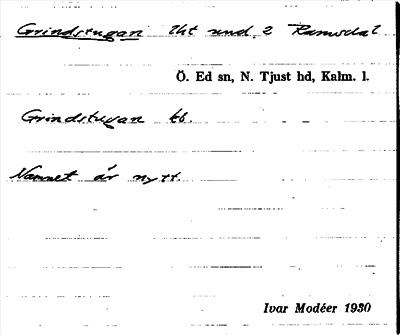 Grindstugan lht und. 2 Ramsdal
Ö. Ed sn, N. Tjust hd, Kalm. l.
Grindstugan kb.
Namnet är nytt.
Ivar Modéer 1930